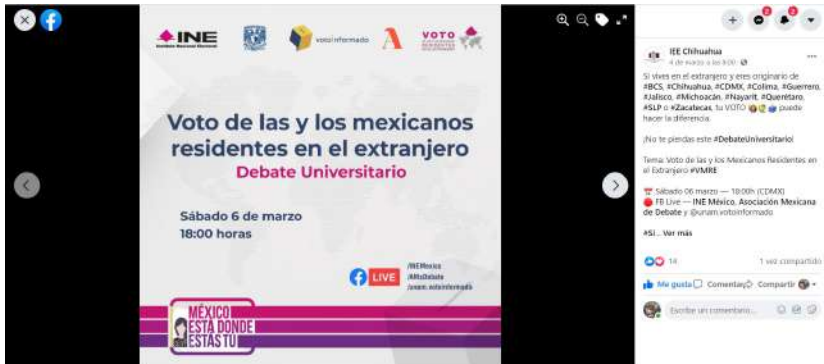 INE
Instituto Nacional Electoral
votoinformado
VOTO
Voto de las y los mexicanos
residentes en el extranjero
Debate Universitario
Sábado 6 de marzo
18:00 horas
LIVE
/INEMexico
/AMxDebate
/unam.votoinformado
MÉXICO
ESTÁ DONDE
ESTÁS TÚ
2
2
IEE Chihuahua
4 de marzo a las 8:00
Si vives en el extranjero y eres originario de
#BCS, #Chihuahua, #CDMX, #Colima, #Guerrero,
#Jalisco, #Michoacán, #Nayarit, #Querétaro,
#SLP o #Zacatecas, tu VOTO puede
hacer la diferencia.
¡No te pierdas este #DebateUniversitario!
Tema: Voto de las y los Mexicanos Residentes en
el Extranjero #VMRE
Sábado 06 marzo — 18:00h (CDMX)
FB Live — INE México, Asociación Mexicana
de Debate y @unam.votoinformado
#Si... Ver más
14
1 vez compartido
Me gusta
Comentar
Compartir
Escribe un comentario...